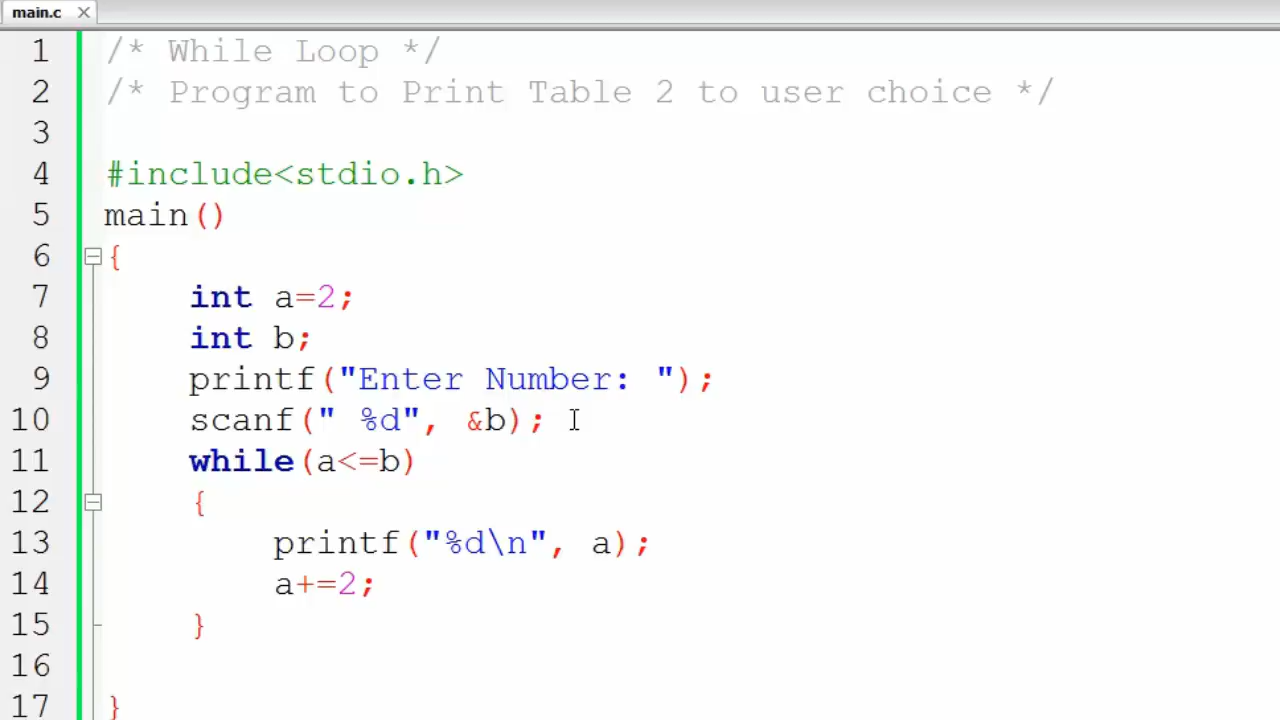 main.c
1 /* While Loop */
2 /* Program to Print Table 2 to user choice */
3
4 #include<stdio.h>
5 main()
6 {
7 int a=2;
8 int b;
9 printf("Enter Number: ");
10 scanf(" %d", &b);
11 while(a<=b)
12 {
13 printf("%d\n", a);
14 a+=2;
15 }
16
17 }